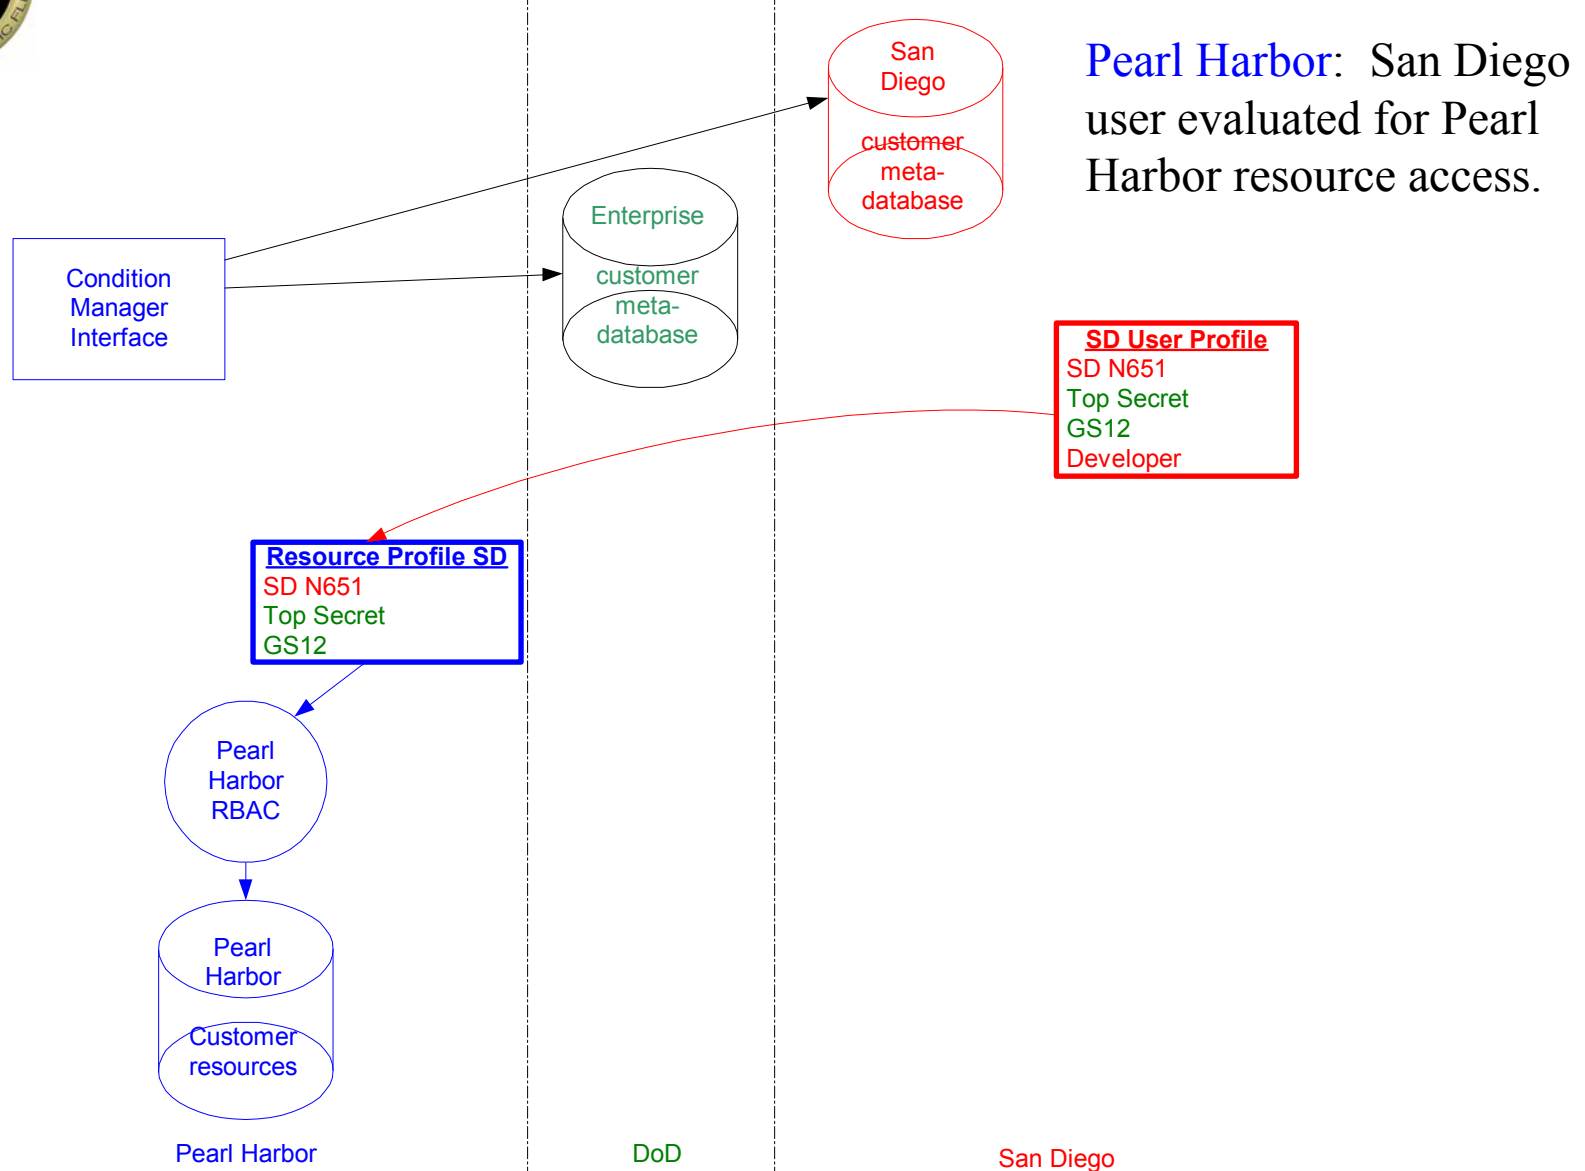 Pearl Harbor: San Diego
user evaluated for Pearl
Harbor resource access.
San
Diego
customer
meta-
database
Enterprise
customer
meta-
database
Condition
Manager
Interface
SD User Profile
SD N651
Top Secret
GS12
Developer
Resource Profile SD
SD N651
Top Secret
GS12
Pearl
Harbor
RBAC
Pearl
Harbor
Customer
resources
Pearl Harbor
DoD
San Diego